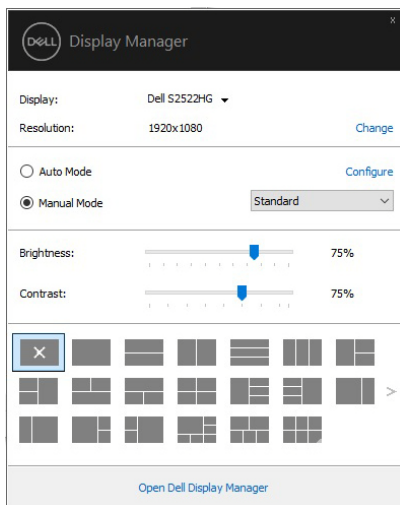 x
DELL Display Manager
Display: Dell S2522HG
Resolution: 1920x1080 Change
Auto Mode Configure
Manual Mode Standard
Brightness: 75%
Contrast: 75%
Open Dell Display Manager